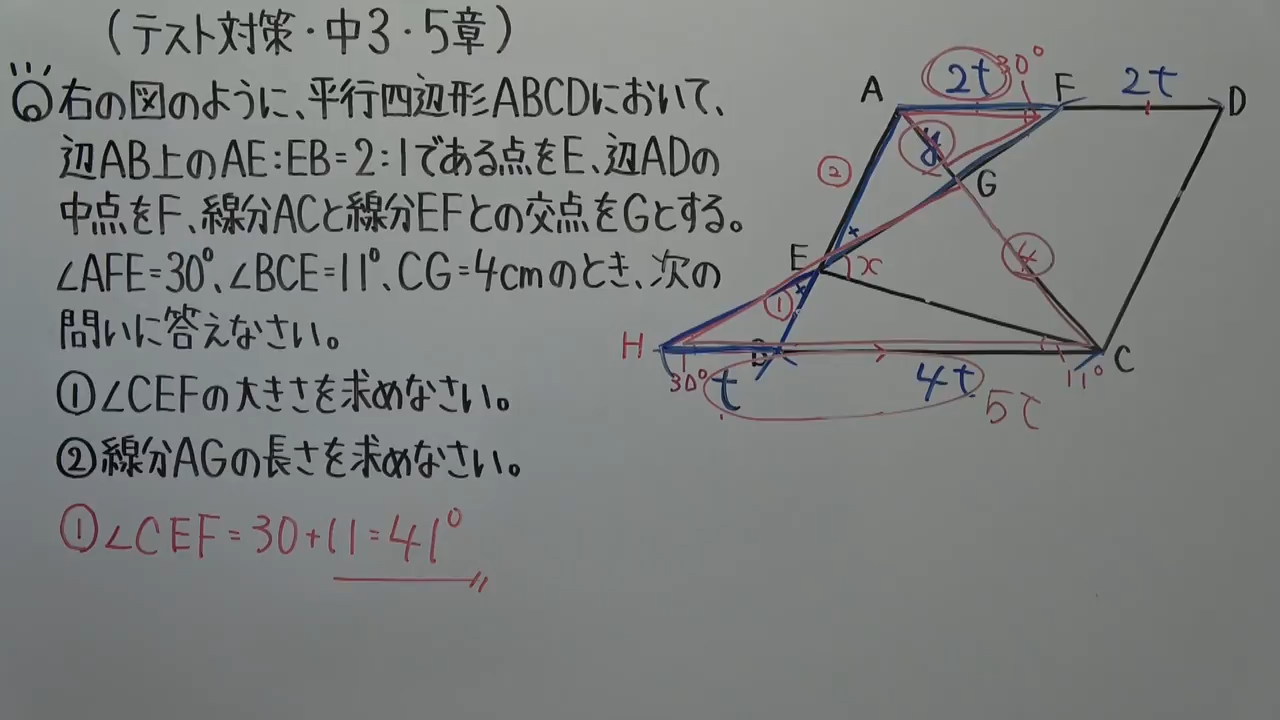 (テスト対策・中3・5章)
右の図のように、平行四辺形ABCDにおいて、
辺AB上のAE:EB=2:1である点をE、辺ADの
中点をF、線分ACと線分EFとの交点をGとする。
∠AFE=30°、∠BCE=11°、CG=4cmのとき、次の
問いに答えなさい。
①∠CEFの大きさを求めなさい。
②線分AGの長さを求めなさい。
①∠CEF=30+11=41°
A 2t 30° F 2t D
② y G
E x x 4
① x
H B C
30° t 4t 5t 11°